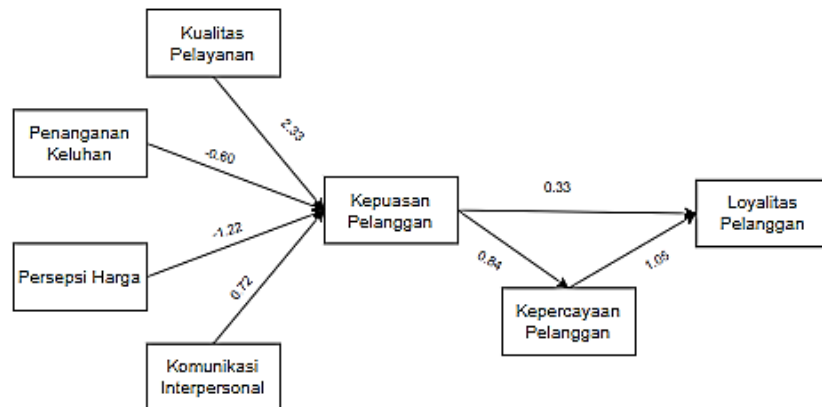 Kualitas
Pelayanan
2.33
Penanganan
Keluhan
-0.60
Kepuasan
Pelanggan
0.33
Loyalitas
Pelanggan
-1.22
Persepsi Harga
0.72
0.84
1.05
Kepercayaan
Pelanggan
Komunikasi
Interpersonal